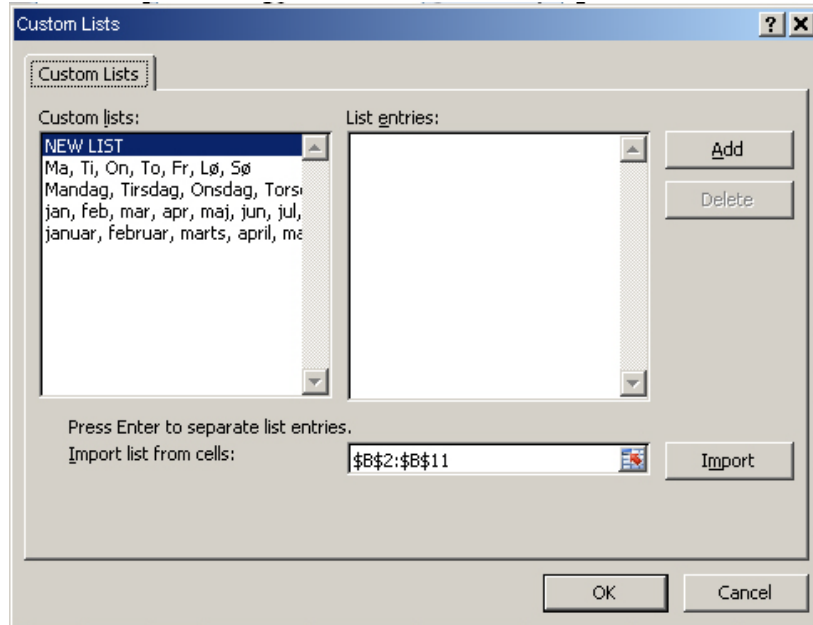 Custom Lists
Custom Lists
Custom lists:
List entries:
NEW LIST
Ma, Ti, On, To, Fr, Lø, Sø
Mandag, Tirsdag, Onsdag, Tors
jan, feb, mar, apr, maj, jun, jul,
januar, februar, marts, april, ma
Add
Delete
Press Enter to separate list entries.
Import list from cells:
$B$2:$B$11
Import
OK
Cancel